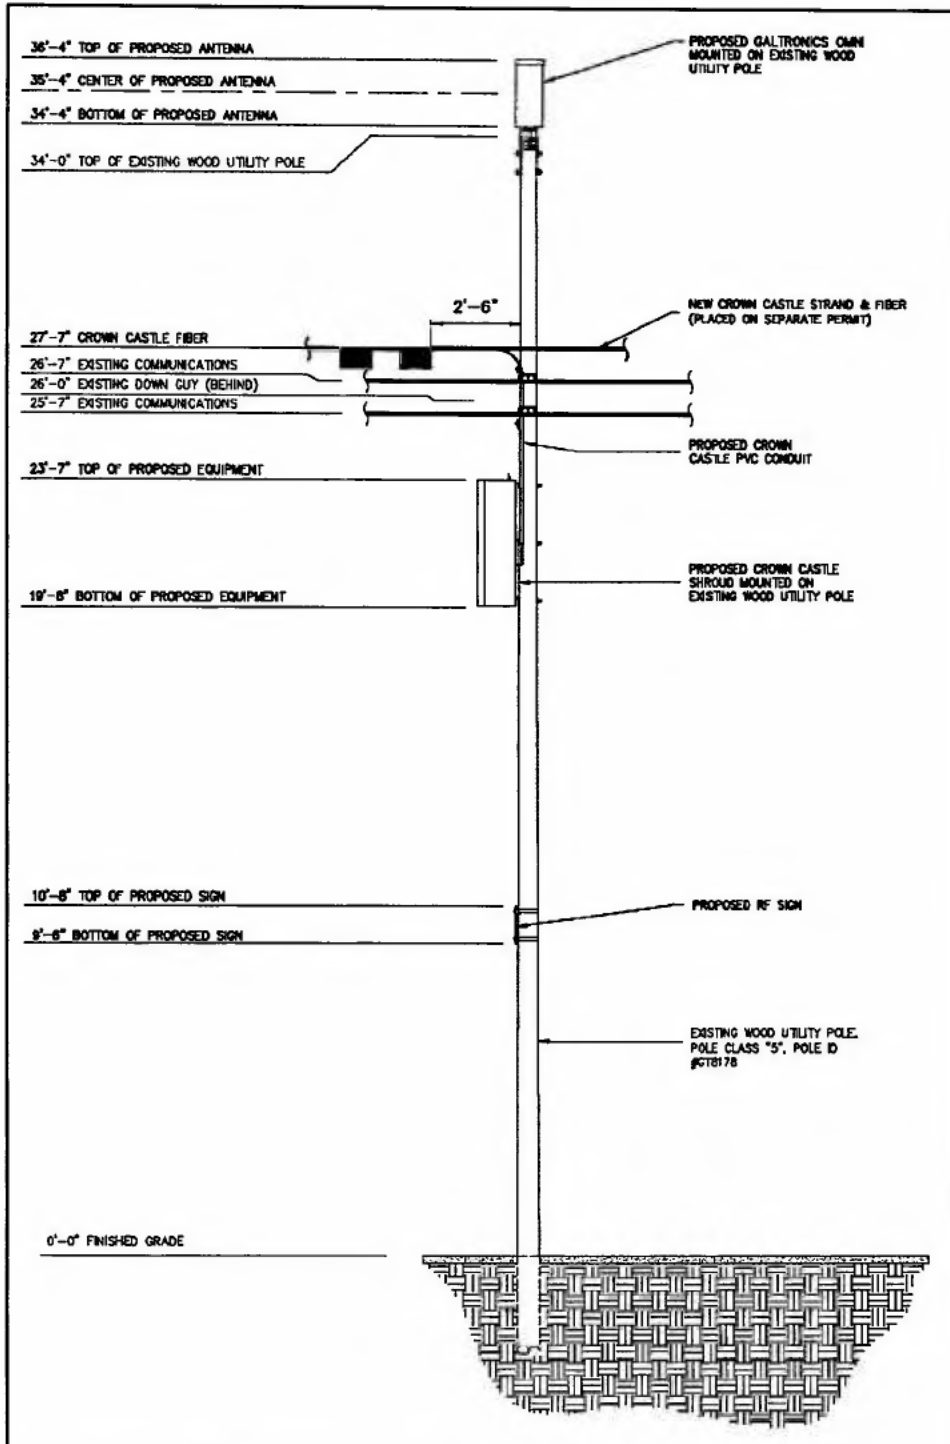 36'-4" TOP OF PROPOSED ANTENNA
35'-4" CENTER OF PROPOSED ANTENNA
34'-4" BOTTOM OF PROPOSED ANTENNA
34'-0" TOP OF EXISTING WOOD UTILITY POLE
PROPOSED GALTRONICS OMNI
MOUNTED ON EXISTING WOOD
UTILITY POLE
2'-6"
NEW CROWN CASTLE STRAND & FIBER
(PLACED ON SEPARATE PERMIT)
27'-7" CROWN CASTLE FIBER
26'-7" EXISTING COMMUNICATIONS
26'-0" EXISTING DOWN GUY (BEHIND)
25'-7" EXISTING COMMUNICATIONS
PROPOSED CROWN
CASTLE PVC CONDUIT
23'-7" TOP OF PROPOSED EQUIPMENT
PROPOSED CROWN CASTLE
SHROUD MOUNTED ON
EXISTING WOOD UTILITY POLE
BOTTOM OF PROPOSED EQUIPMENT
TOP OF PROPOSED SIGN
PROPOSED RF SIGN
BOTTOM OF PROPOSED SIGN
EXISTING WOOD UTILITY POLE.
POLE CLASS "5", POLE ID
0'-0" FINISHED GRADE